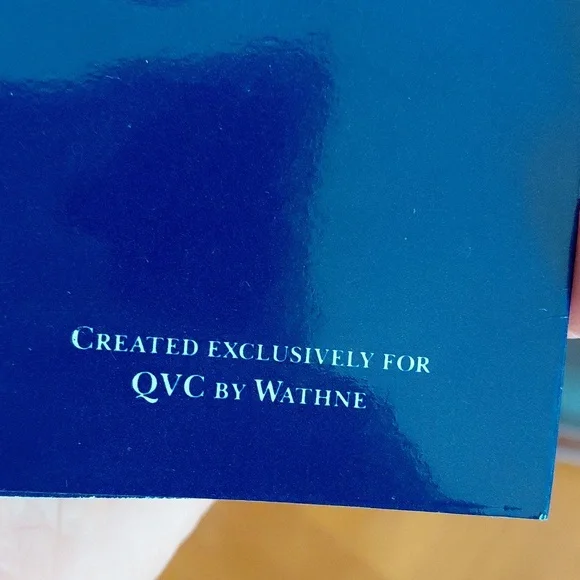 Created exclusively for
QVC by Wathne